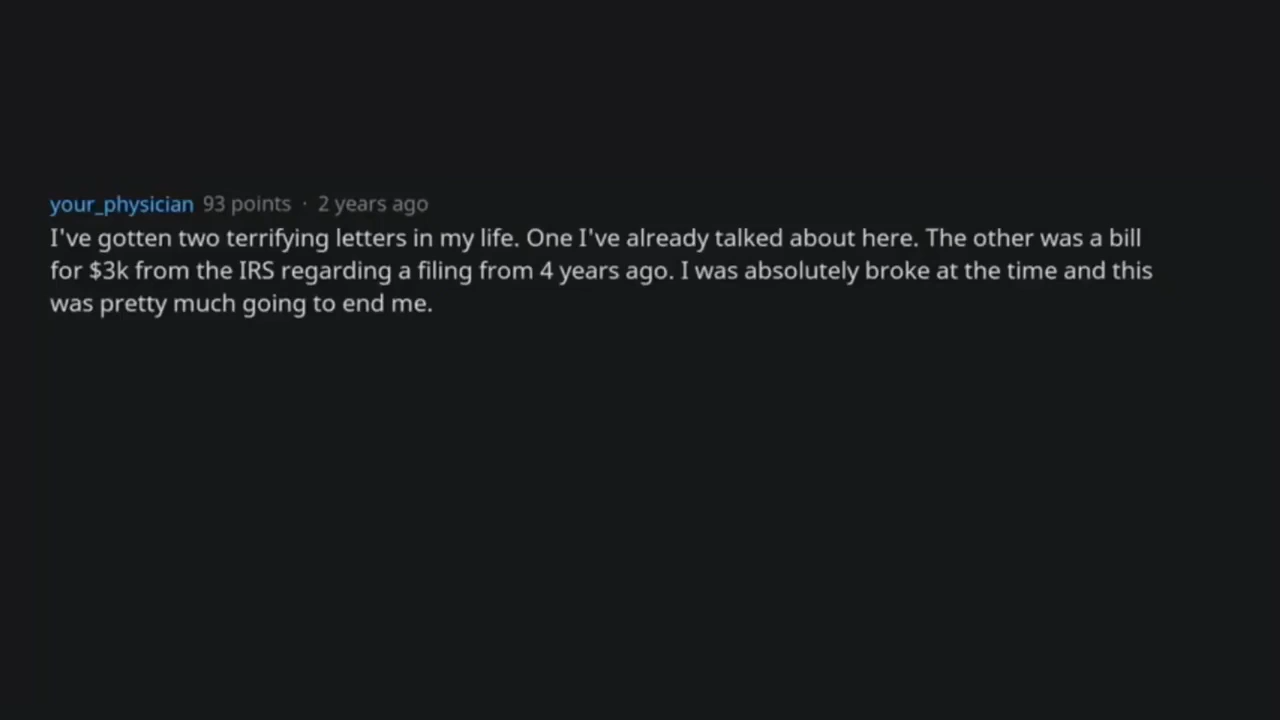 your_physician 93 points · 2 years ago
I've gotten two terrifying letters in my life. One I've already talked about here. The other was a bill
for $3k from the IRS regarding a filing from 4 years ago. I was absolutely broke at the time and this
was pretty much going to end me.